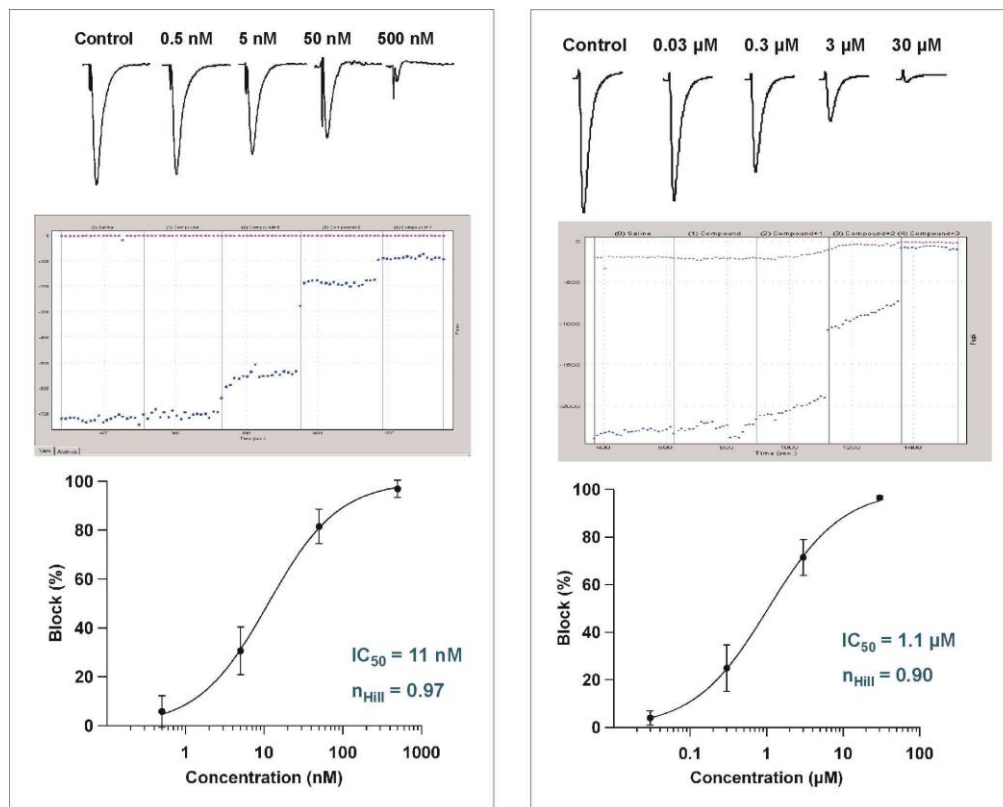 Control 0.5 nM 5 nM 50 nM 500 nM
Time (sec.)
100
80
60
40
20
0
Block (%)
IC50 = 11 nM
nHill = 0.97
1 10 100 1000
Concentration (nM)
Control 0.03 µM 0.3 µM 3 µM 30 µM
(0) Saline (1) Compound (2) Compound+1 (3) Compound+2 (4) Compound+3
0
-500
-1000
-1500
-2000
400 600 800 1000 1200 1400
Time (sec.)
100
80
60
40
20
0
Block (%)
IC50 = 1.1 µM
nHill = 0.90
0.1 1 10 100
Concentration (µM)